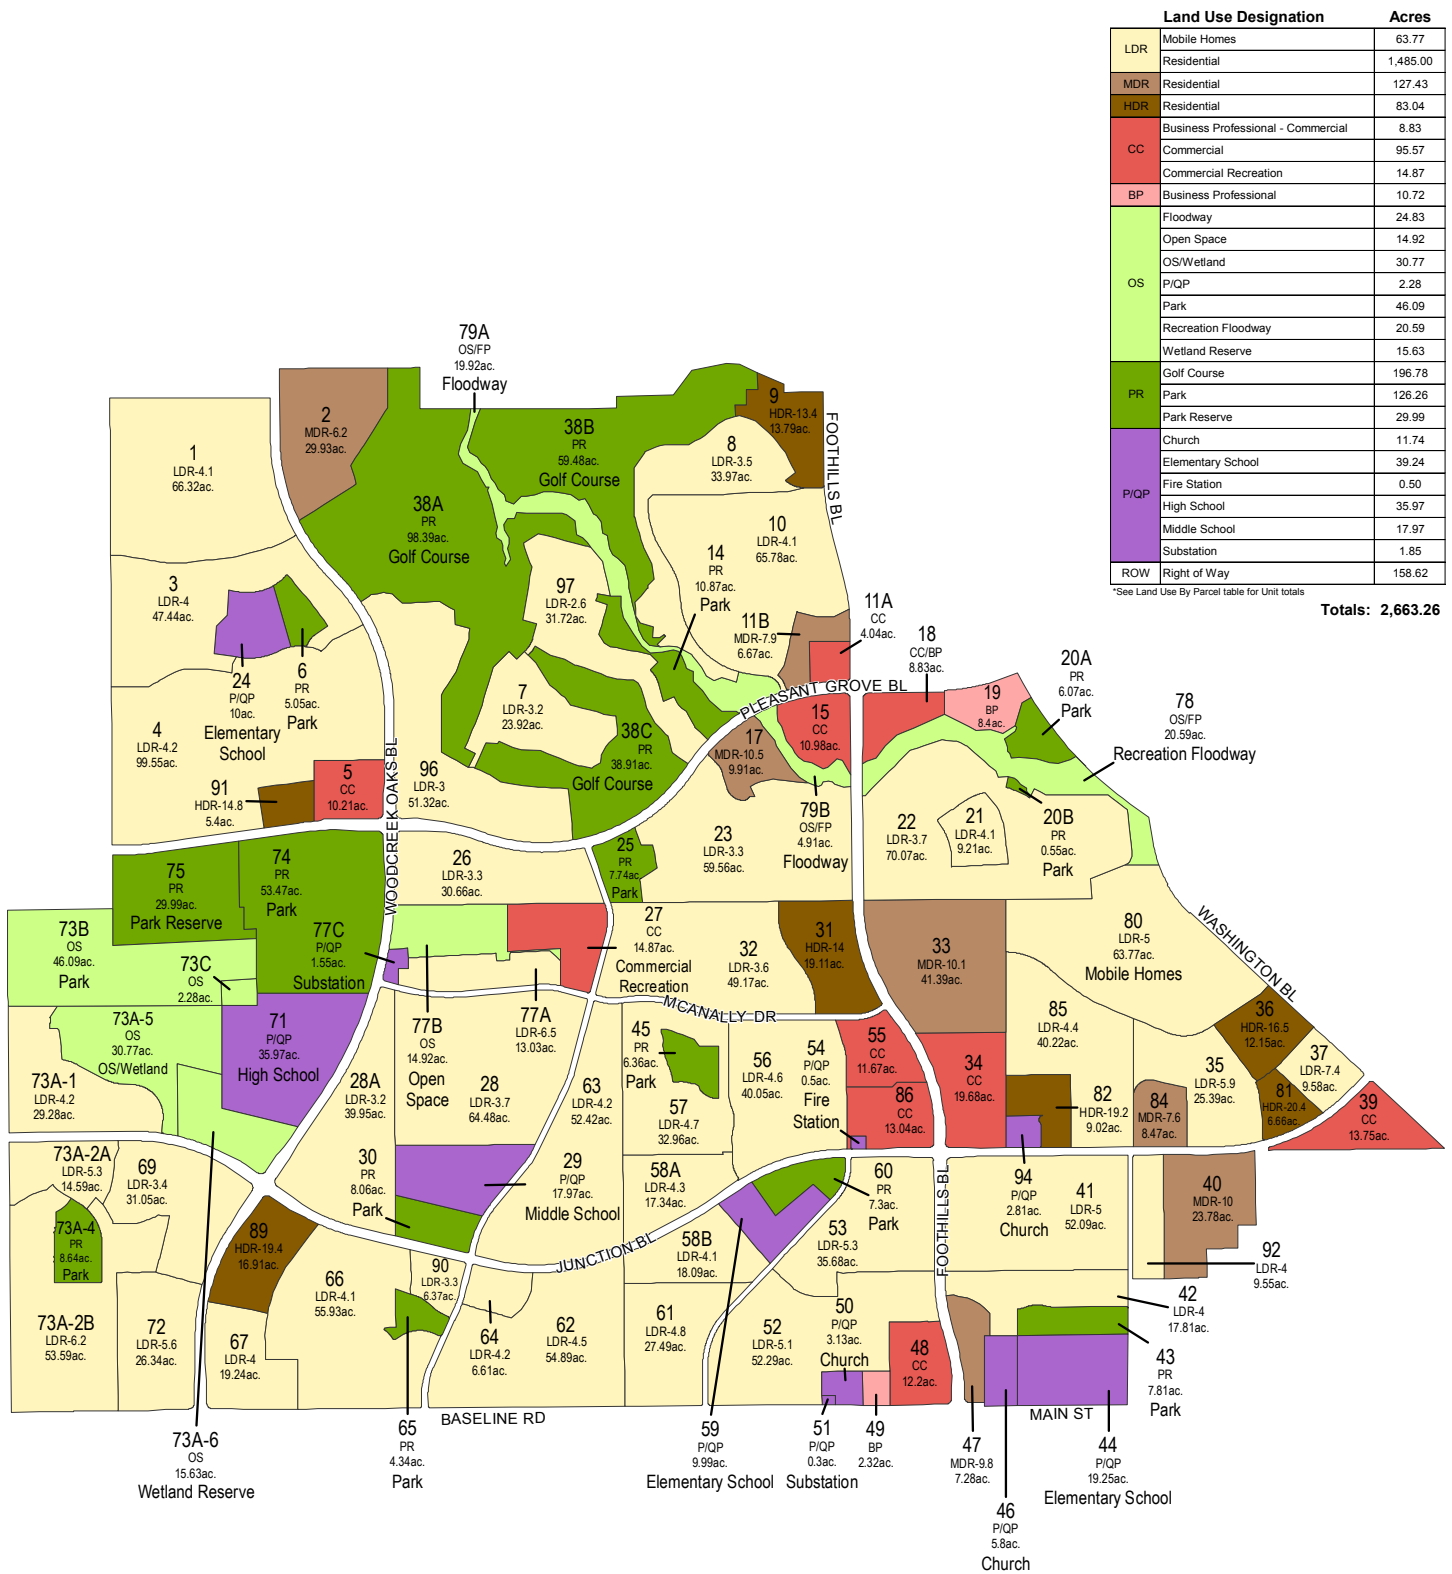 Land Use Designation Acres
LDR Mobile Homes 63.77
Residential 1,485.00
MDR Residential 127.43
HDR Residential 83.04
CC Business Professional - Commercial 8.83
Commercial 95.57
Commercial Recreation 14.87
BP Business Professional 10.72
OS Floodway 24.83
Open Space 14.92
OS/Wetland 30.77
P/QP 2.28
Park 46.09
Recreation Floodway 20.59
Wetland Reserve 15.63
PR Golf Course 196.78
Park 126.26
Park Reserve 29.99
P/QP Church 11.74
Elementary School 39.24
Fire Station 0.50
High School 35.97
Middle School 17.97
Substation 1.85
ROW Right of Way 158.62
*See Land Use By Parcel table for Unit totals
Totals: 2,663.26
79A
OS/FP
19.92ac.
Floodway
1
LDR-4.1
66.32ac.
2
MDR-6.2
29.93ac.
38B
PR
59.48ac.
Golf Course
8
LDR-3.5
33.97ac.
9
HDR-13.4
13.79ac.
FOOTHILLS BL
38A
PR
98.39ac.
Golf Course
10
LDR-4.1
65.78ac.
14
PR
10.87ac.
Park
3
LDR-4
47.44ac.
97
LDR-2.6
31.72ac.
11B
MDR-7.9
6.67ac.
11A
CC
4.04ac.
18
CC/BP
8.83ac.
20A
PR
6.07ac.
Park
24
P/QP
10ac.
Elementary
School
6
PR
5.05ac.
Park
7
LDR-3.2
23.92ac.
PLEASANT GROVE BL
19
BP
8.4ac.
78
OS/FP
20.59ac.
Recreation Floodway
4
LDR-4.2
99.55ac.
15
CC
10.98ac.
17
MDR-10.5
9.91ac.
38C
PR
38.91ac.
Golf Course
91
HDR-14.8
5.4ac.
5
CC
10.21ac.
WOODCREEK OAKS BL
96
LDR-3
51.32ac.
79B
OS/FP
4.91ac.
Floodway
22
LDR-3.7
70.07ac.
21
LDR-4.1
9.21ac.
20B
PR
0.55ac.
Park
23
LDR-3.3
59.56ac.
25
PR
7.74ac.
Park
26
LDR-3.3
30.66ac.
75
PR
29.99ac.
Park Reserve
74
PR
53.47ac.
Park
73B
OS
46.09ac.
Park
77C
P/QP
1.55ac.
Substation
73C
OS
2.28ac.
27
CC
14.87ac.
Commercial
Recreation
32
LDR-3.6
49.17ac.
31
HDR-14
19.11ac.
33
MDR-10.1
41.39ac.
80
LDR-5
63.77ac.
Mobile Homes
WASHINGTON BL
MCANALLY DR
73A-5
OS
30.77ac.
OS/Wetland
71
P/QP
35.97ac.
High School
77B
OS
14.92ac.
Open
Space
77A
LDR-6.5
13.03ac.
45
PR
6.36ac.
Park
56
LDR-4.6
40.05ac.
54
P/QP
0.5ac.
Fire
Station
55
CC
11.67ac.
34
CC
19.68ac.
85
LDR-4.4
40.22ac.
36
HDR-16.5
12.15ac.
37
LDR-7.4
9.58ac.
35
LDR-5.9
25.39ac.
73A-1
LDR-4.2
29.28ac.
28A
LDR-3.2
39.95ac.
28
LDR-3.7
64.48ac.
63
LDR-4.2
52.42ac.
57
LDR-4.7
32.96ac.
86
CC
13.04ac.
82
HDR-19.2
9.02ac.
84
MDR-7.6
8.47ac.
81
HDR-20.4
6.66ac.
39
CC
13.75ac.
73A-2A
LDR-5.3
14.59ac.
69
LDR-3.4
31.05ac.
30
PR
8.06ac.
Park
29
P/QP
17.97ac.
Middle School
58A
LDR-4.3
17.34ac.
60
PR
7.3ac.
Park
94
P/QP
2.81ac.
Church
41
LDR-5
52.09ac.
40
MDR-10
23.78ac.
73A-4
PR
8.64ac.
Park
89
HDR-19.4
16.91ac.
JUNCTION BL
58B
LDR-4.1
18.09ac.
53
LDR-5.3
35.68ac.
FOOTHILLS BL
92
LDR-4
9.55ac.
66
LDR-4.1
55.93ac.
90
LDR-3.3
6.37ac.
42
LDR-4
17.81ac.
73A-2B
LDR-6.2
53.59ac.
72
LDR-5.6
26.34ac.
67
LDR-4
19.24ac.
64
LDR-4.2
6.61ac.
62
LDR-4.5
54.89ac.
61
LDR-4.8
27.49ac.
52
LDR-5.1
52.29ac.
50
P/QP
3.13ac.
Church
48
CC
12.2ac.
43
PR
7.81ac.
Park
BASELINE RD
MAIN ST
73A-6
OS
15.63ac.
Wetland Reserve
65
PR
4.34ac.
Park
59
P/QP
9.99ac.
Elementary School
51
P/QP
0.3ac.
Substation
49
BP
2.32ac.
47
MDR-9.8
7.28ac.
44
P/QP
19.25ac.
Elementary School
46
P/QP
5.8ac.
Church